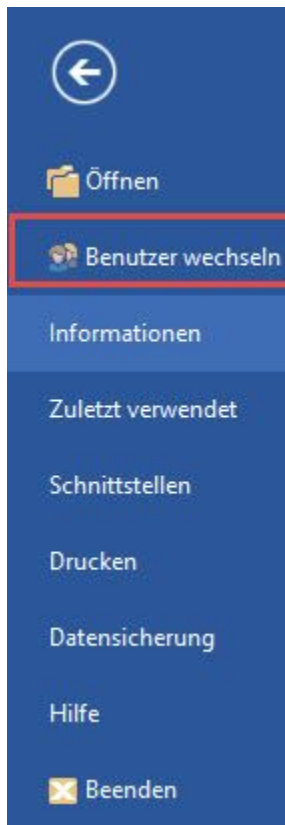 Öffnen
Benutzer wechseln
Informationen
Zuletzt verwendet
Schnittstellen
Drucken
Datensicherung
Hilfe
Beenden